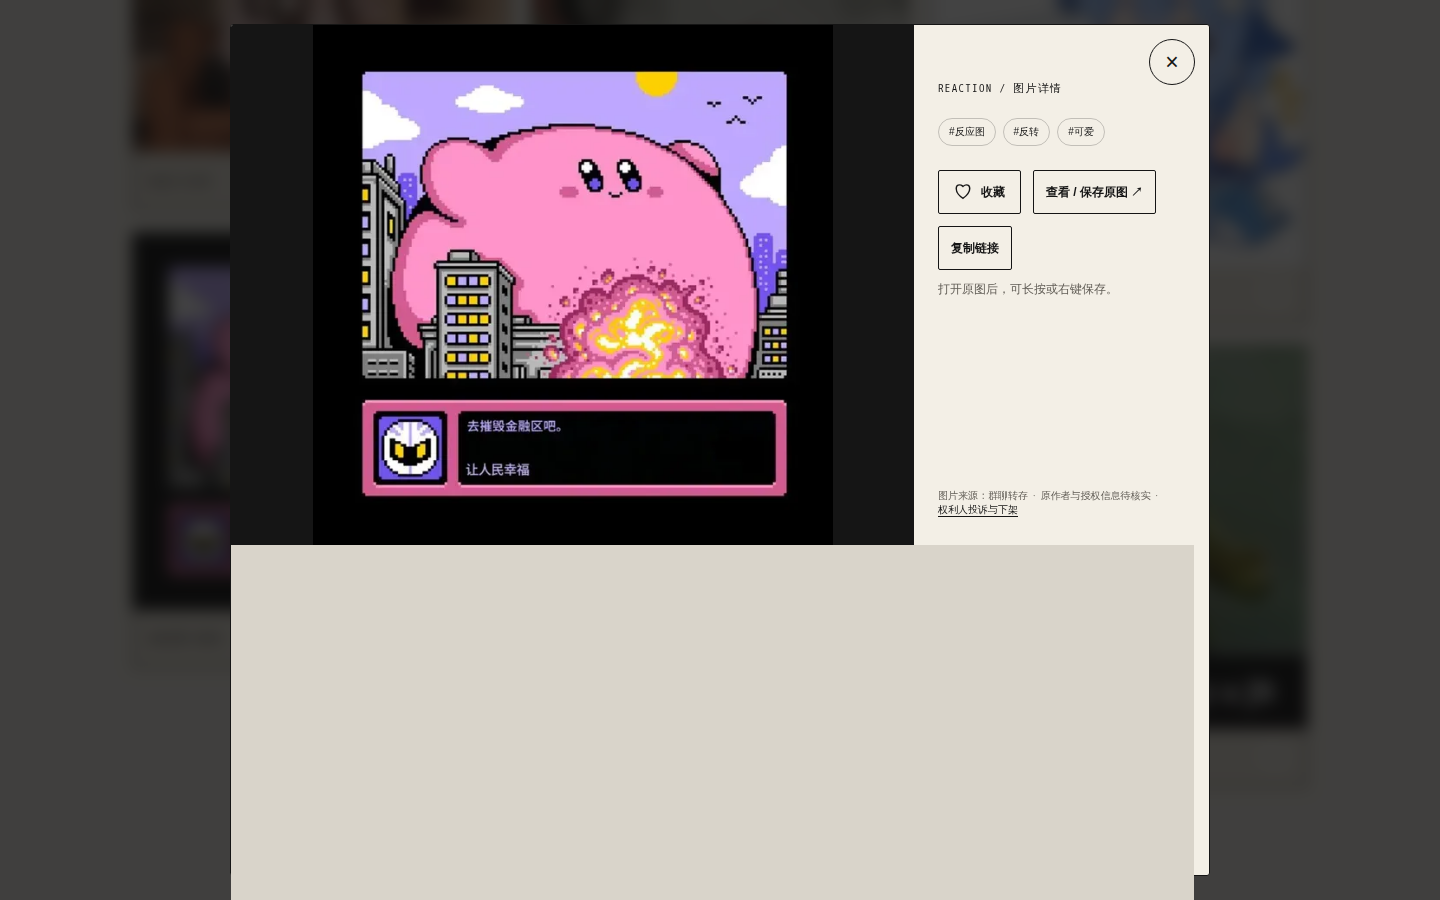 REACTION / 图片详情
#反应图
#反转
#可爱
收藏
查看 / 保存原图 ↗
复制链接
打开原图后，可长按或右键保存。
去摧毁金融区吧。
让人民幸福
图片来源：群聊转存 · 原作者与授权信息待核实 ·
权利人投诉与下架